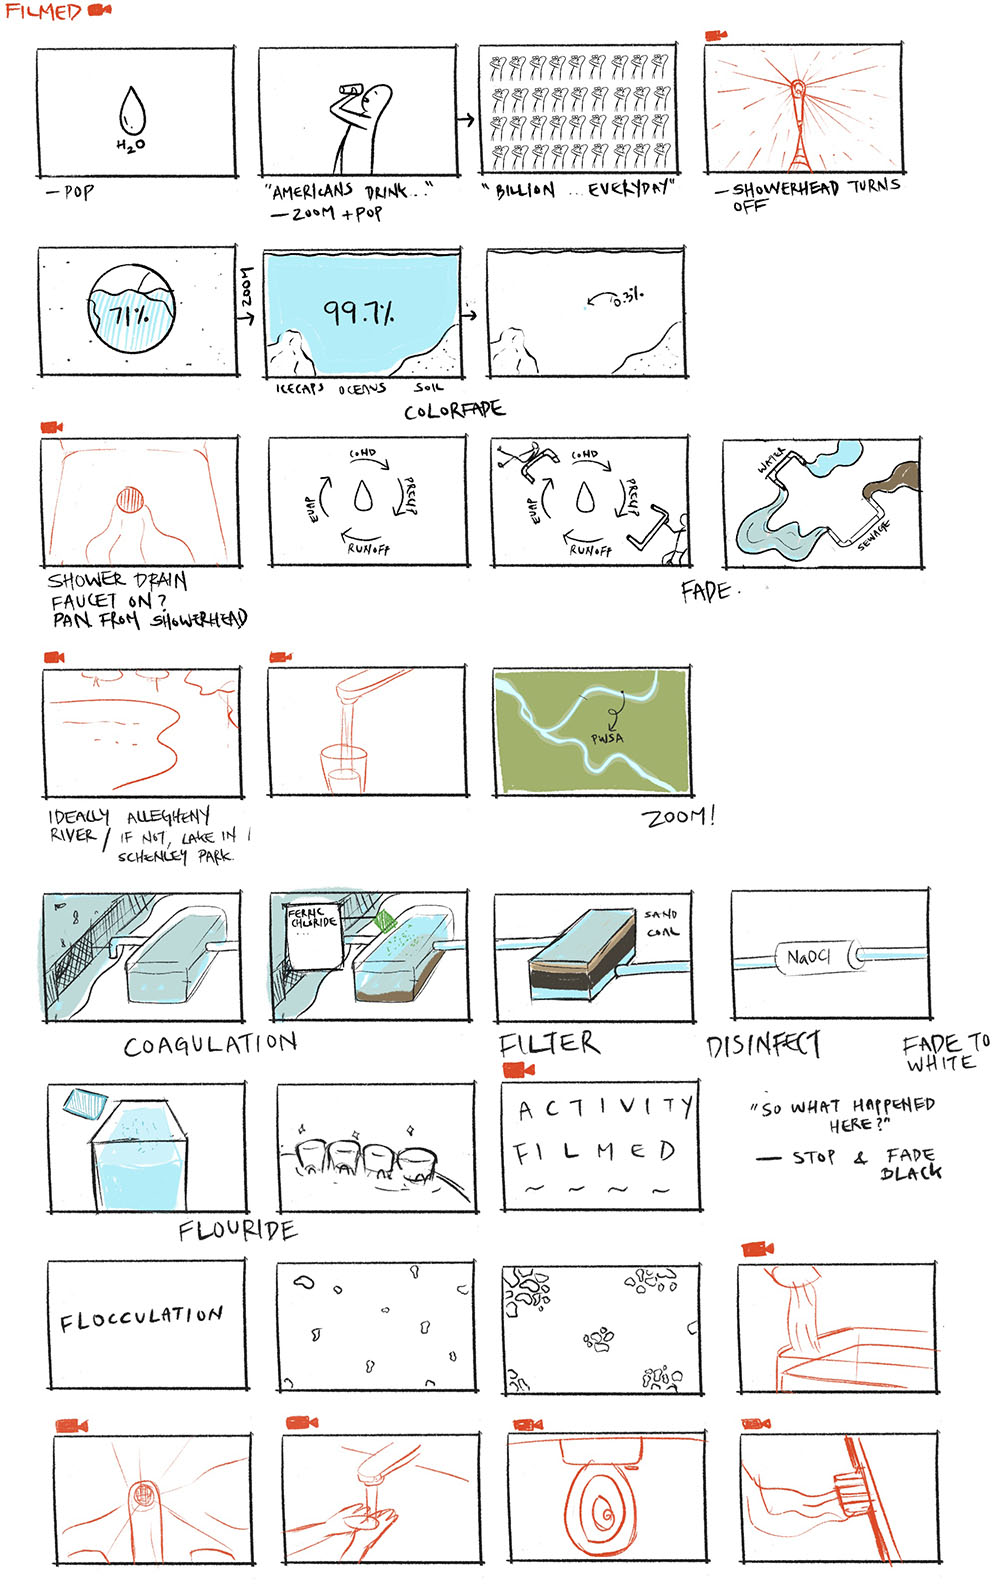 FILMED
H2O
— POP
"AMERICANS DRINK.."
— ZOOM + POP
"BILLION ... EVERYDAY"
— SHOWERHEAD TURNS
OFF
71%
ZOOM
99.7%
0.3%
ICECAPS OCEANS SOIL
COLORFADE
COND
PRECIP
RUNOFF
EVAP
COND
PRECIP
RUNOFF
EVAP
WATER
SEWAGE
SHOWER DRAIN
FAUCET ON?
PAN FROM SHOWERHEAD
FADE.
PWSA
IDEALLY ALLEGHENY
RIVER / IF NOT, LAKE IN
SCHENLEY PARK.
ZOOM!
FERRIC
CHLORIDE
...
SAND
COAL
NaOCl
COAGULATION
FILTER
DISINFECT
FADE TO
WHITE
ACTIVITY
FILMED
~ ~ ~ ~
"SO WHAT HAPPENED
HERE?"
— STOP & FADE
BLACK
FLOURIDE
FLOCCULATION